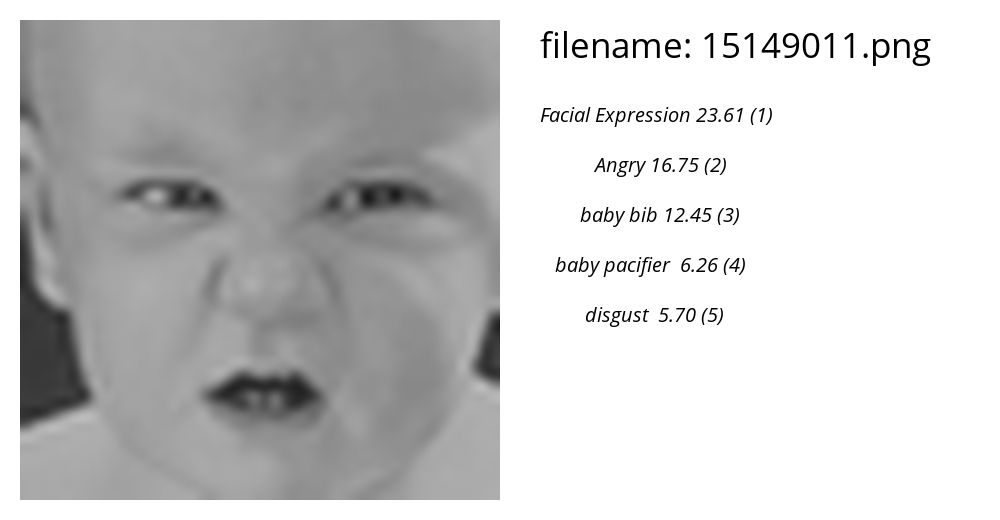 filename: 15149011.png
Facial Expression 23.61 (1)
Angry 16.75 (2)
baby bib 12.45 (3)
baby pacifier 6.26 (4)
disgust 5.70 (5)